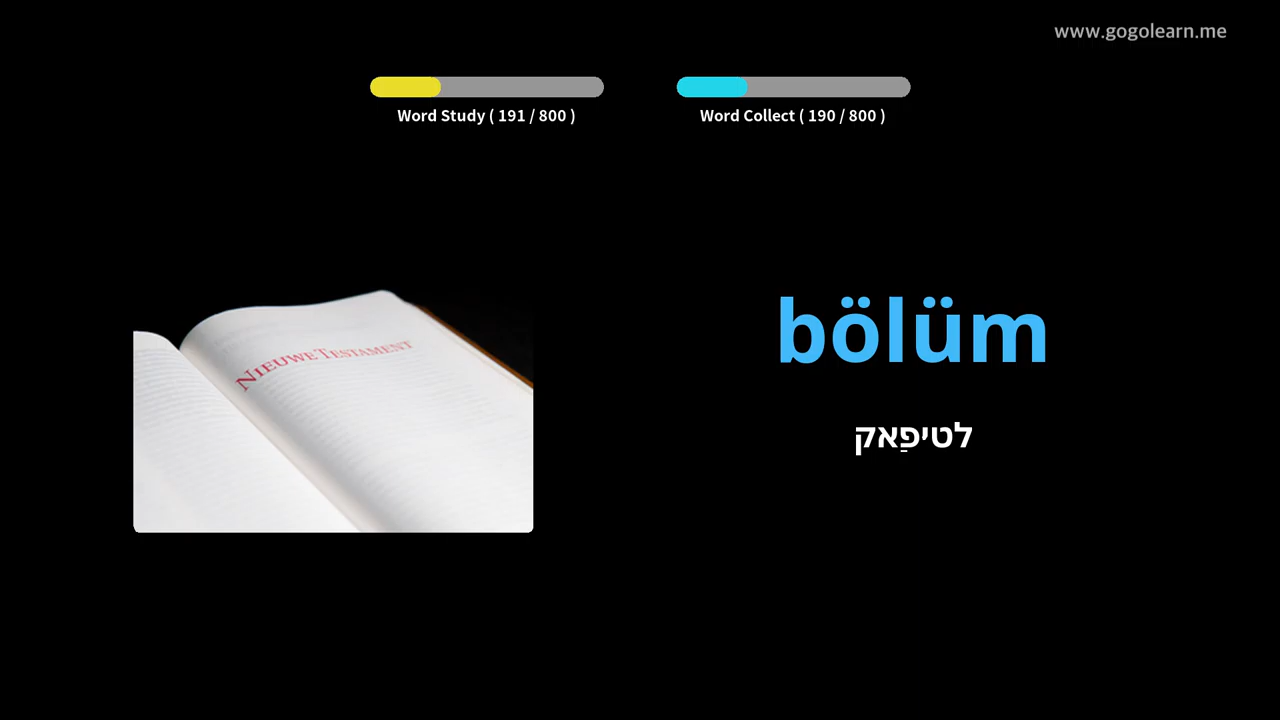 www.gogolearn.me
Word Study ( 191 / 800 )
Word Collect ( 190 / 800 )
NIEUWE TESTAMENT
bölüm
לטיפַאק